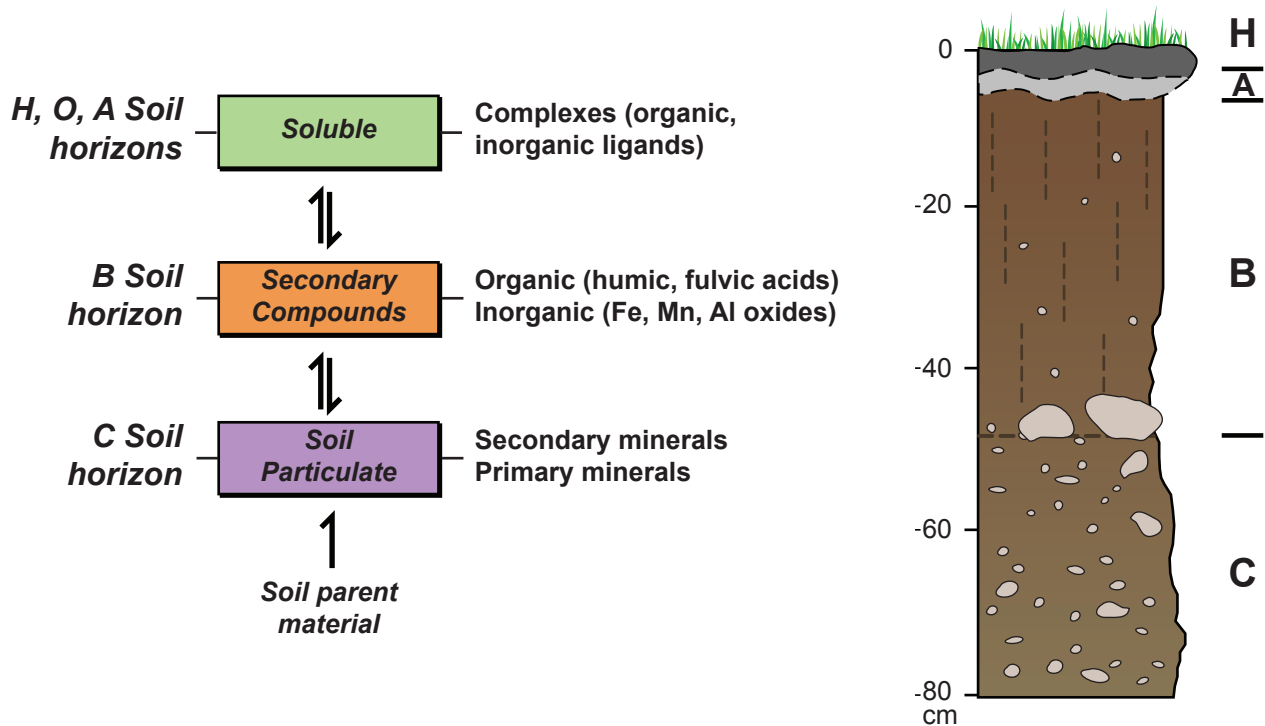 H, O, A Soil
horizons
Soluble
Complexes (organic,
inorganic ligands)
B Soil
horizon
Secondary
Compounds
Organic (humic, fulvic acids)
Inorganic (Fe, Mn, Al oxides)
C Soil
horizon
Soil
Particulate
Secondary minerals
Primary minerals
Soil parent
material
0
-20
-40
-60
-80
cm
H
A
B
C